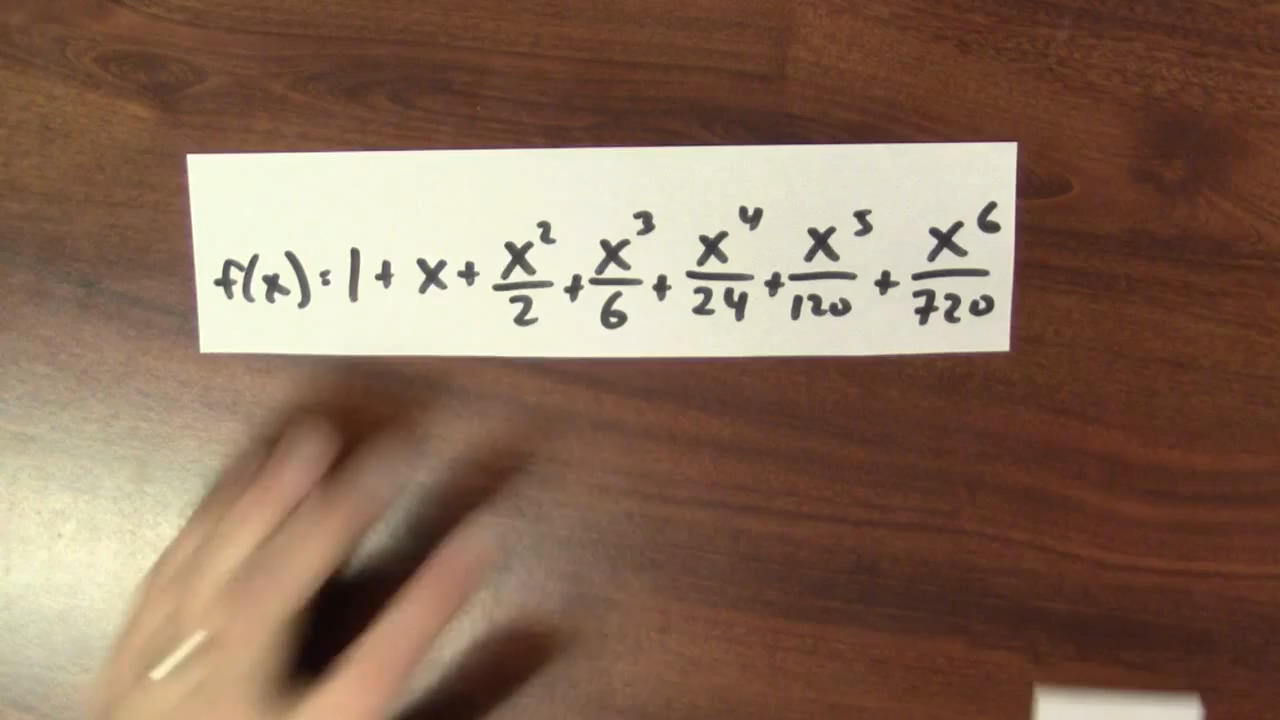 f(x) = 1 + x + x²/2 + x³/6 + x⁴/24 + x⁵/120 + x⁶/720